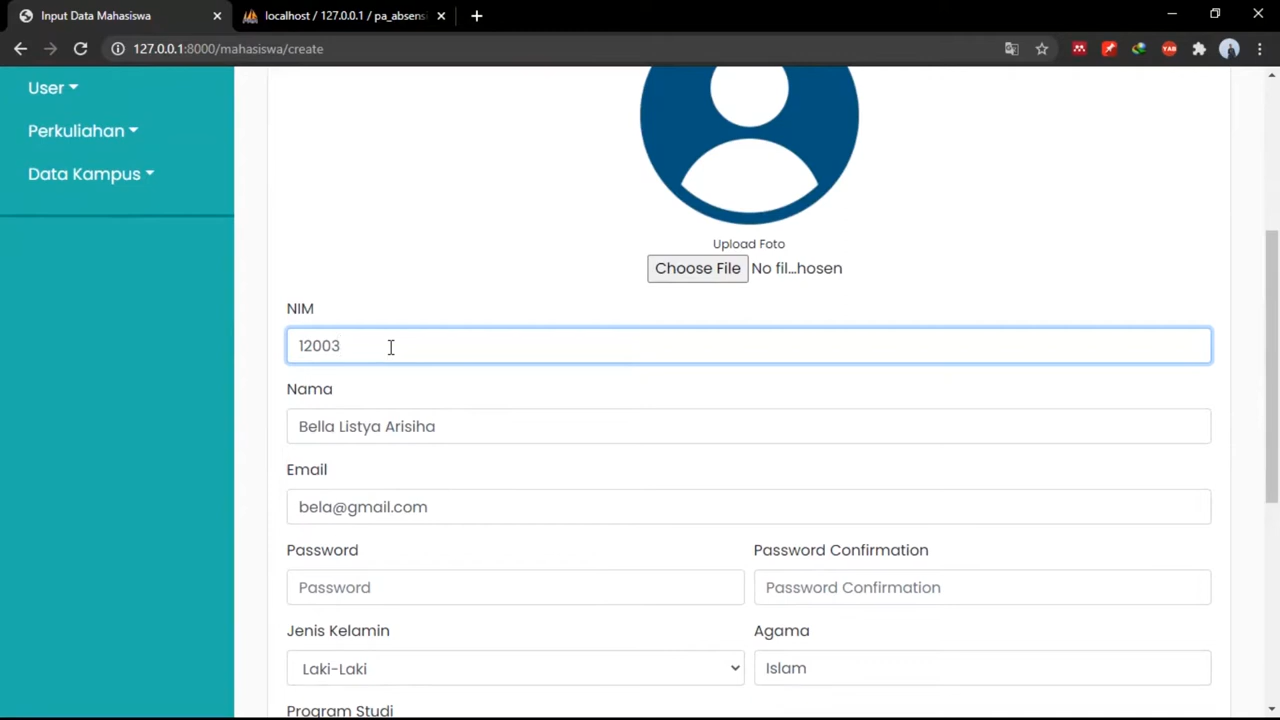 Input Data Mahasiswa
localhost / 127.0.0.1 / pa_absensi
127.0.0.1:8000/mahasiswa/create
YAB
User
Perkuliahan
Data Kampus
Upload Foto
Choose File No fil...hosen
NIM
12003
Nama
Bella Listya Arisiha
Email
bela@gmail.com
Password Password Confirmation
Password Password Confirmation
Jenis Kelamin Agama
Laki-Laki Islam
Program Studi